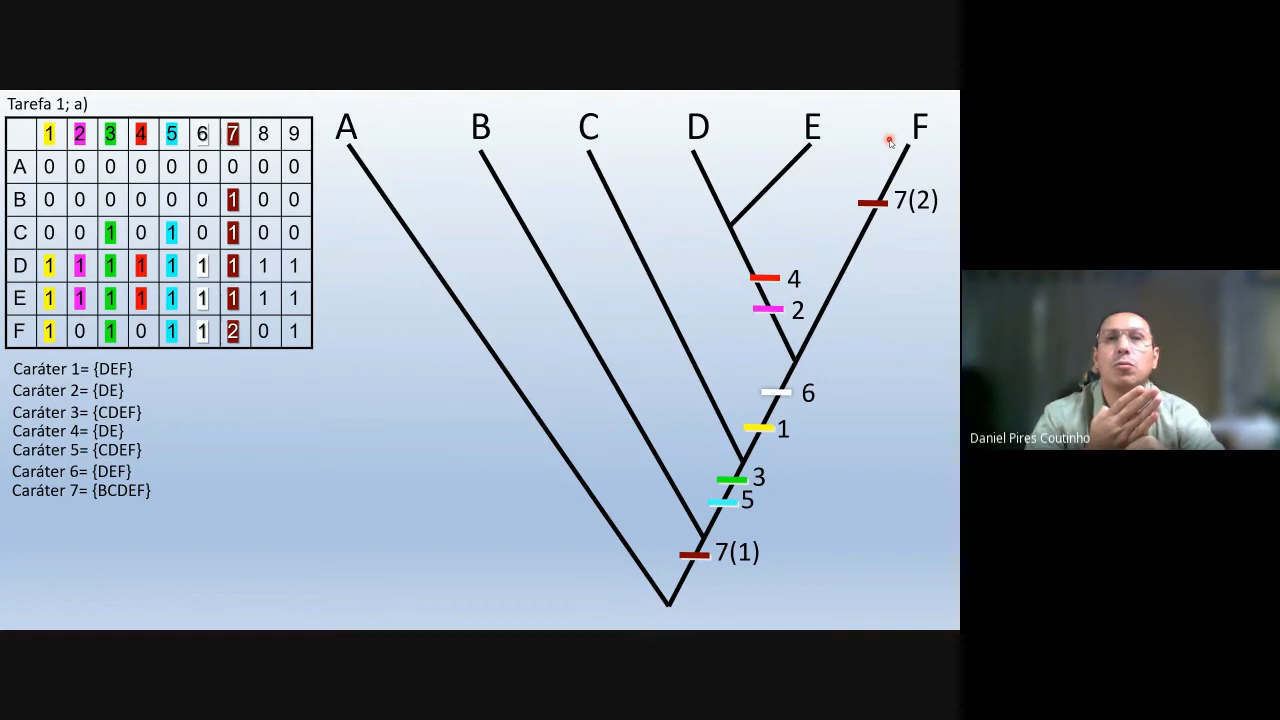 Tarefa 1; a)
1 2 3 4 5 6 7 8 9
A 0 0 0 0 0 0 0 0 0
B 0 0 0 0 0 0 1 0 0
C 0 0 1 0 1 0 1 0 0
D 1 1 1 1 1 1 1 1 1
E 1 1 1 1 1 1 1 1 1
F 1 0 1 0 1 1 2 0 1
Caráter 1= {DEF}
Caráter 2= {DE}
Caráter 3= {CDEF}
Caráter 4= {DE}
Caráter 5= {CDEF}
Caráter 6= {DEF}
Caráter 7= {BCDEF}
A B C D E F
7(2)
4
2
6
1
3
5
7(1)
Daniel Pires Coutinho